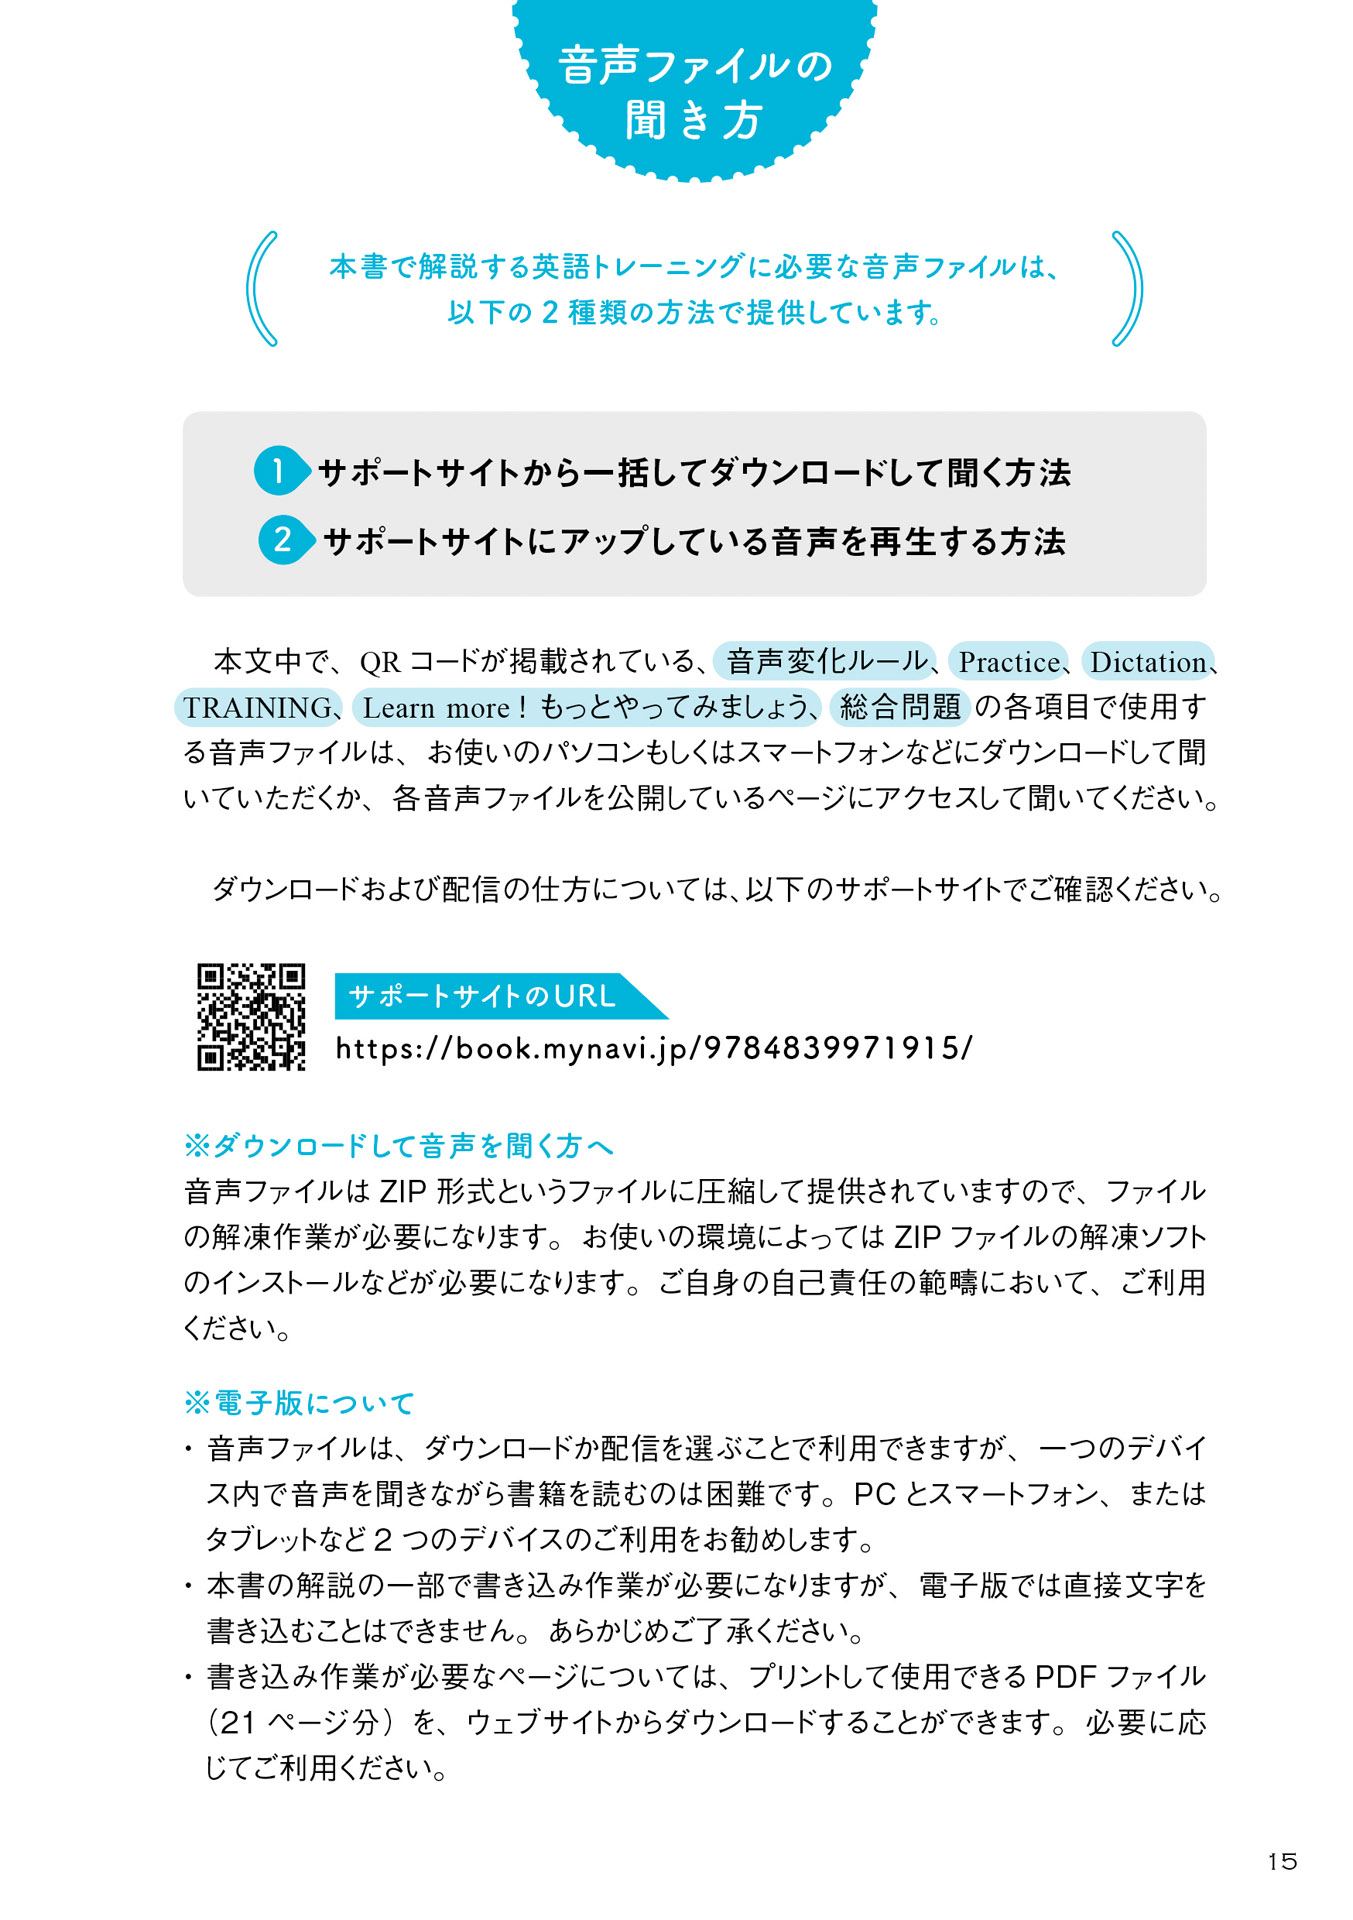 音声ファイルの
聞き方
本書で解説する英語トレーニングに必要な音声ファイルは、
以下の2種類の方法で提供しています。
1 サポートサイトから一括してダウンロードして聞く方法
2 サポートサイトにアップしている音声を再生する方法
本文中で、QRコードが掲載されている、音声変化ルール、Practice、Dictation、
TRAINING、Learn more！もっとやってみましょう、総合問題の各項目で使用す
る音声ファイルは、お使いのパソコンもしくはスマートフォンなどにダウンロードして聞
いていただくか、各音声ファイルを公開しているページにアクセスして聞いてください。
ダウンロードおよび配信の仕方については、以下のサポートサイトでご確認ください。
サポートサイトのURL
https://book.mynavi.jp/9784839971915/
※ダウンロードして音声を聞く方へ
音声ファイルは ZIP 形式というファイルに圧縮して提供されていますので、ファイル
の解凍作業が必要になります。お使いの環境によっては ZIP ファイルの解凍ソフト
のインストールなどが必要になります。ご自身の自己責任の範疇において、ご利用
ください。
※電子版について
・音声ファイルは、ダウンロードか配信を選ぶことで利用できますが、一つのデバイ
ス内で音声を聞きながら書籍を読むのは困難です。PC とスマートフォン、または
タブレットなど 2 つのデバイスのご利用をお勧めします。
・本書の解説の一部で書き込み作業が必要になりますが、電子版では直接文字を
書き込むことはできません。あらかじめご了承ください。
・書き込み作業が必要なページについては、プリントして使用できる PDF ファイル
（21 ページ分）を、ウェブサイトからダウンロードすることができます。必要に応
じてご利用ください。
15